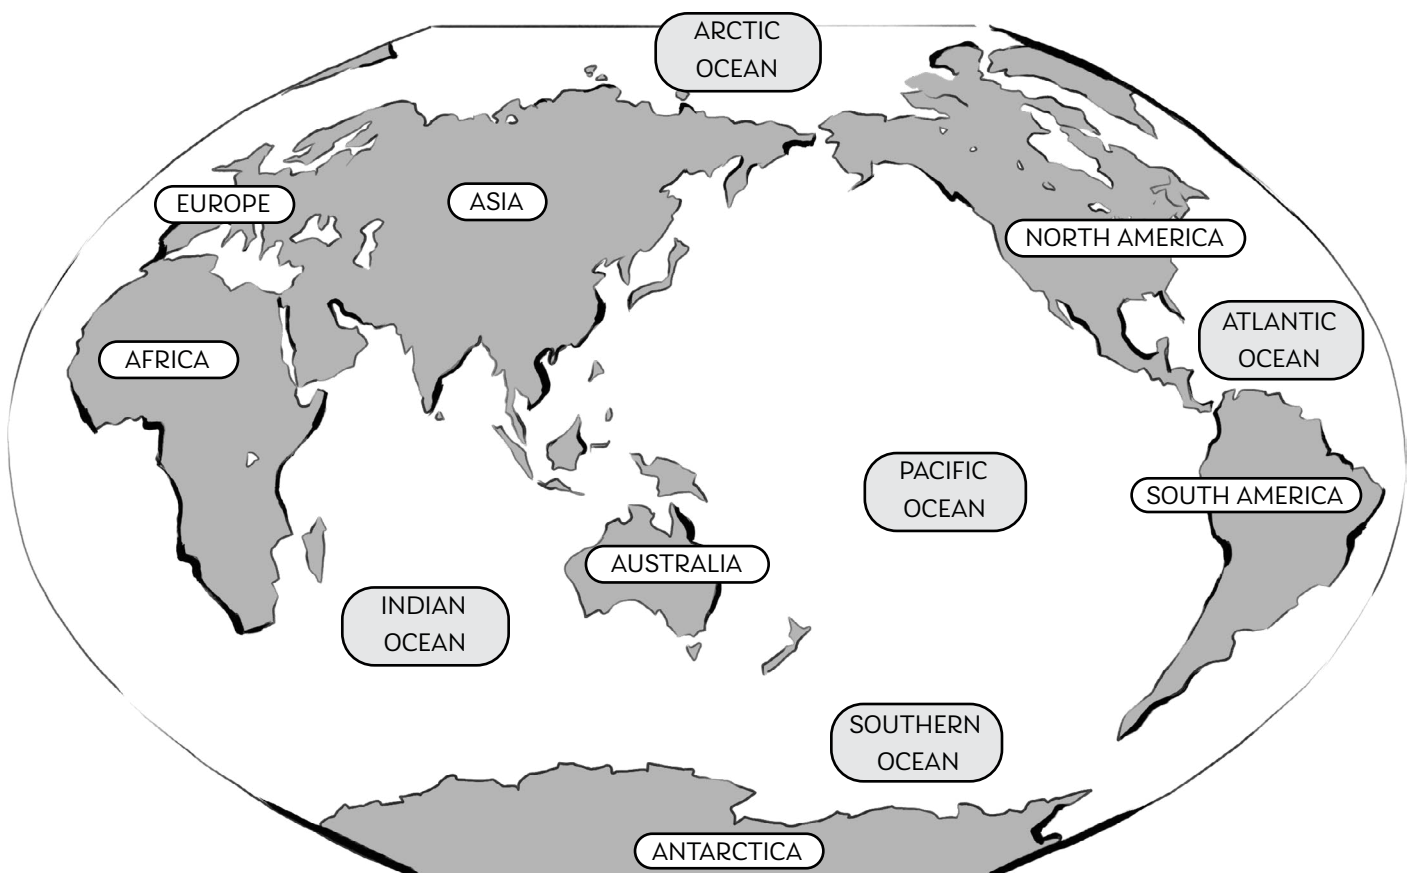 ARCTIC
OCEAN
EUROPE
ASIA
NORTH AMERICA
ATLANTIC
OCEAN
AFRICA
PACIFIC
OCEAN
SOUTH AMERICA
AUSTRALIA
INDIAN
OCEAN
SOUTHERN
OCEAN
ANTARCTICA